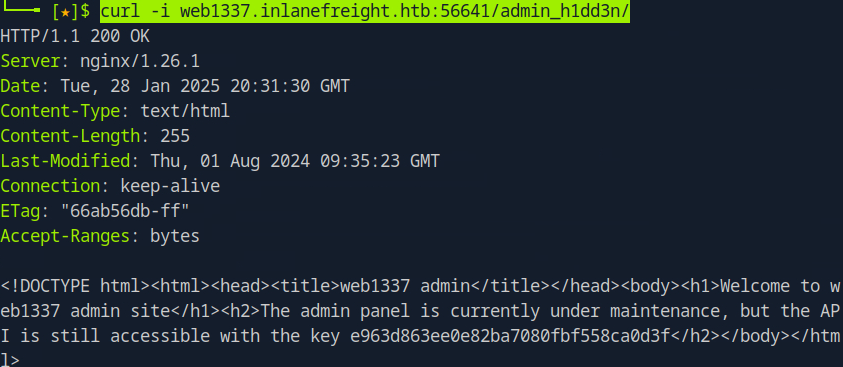 └──╼ [★]$ curl -i web1337.inlanefreight.htb:56641/admin_h1dd3n/
HTTP/1.1 200 OK
Server: nginx/1.26.1
Date: Tue, 28 Jan 2025 20:31:30 GMT
Content-Type: text/html
Content-Length: 255
Last-Modified: Thu, 01 Aug 2024 09:35:23 GMT
Connection: keep-alive
ETag: "66ab56db-ff"
Accept-Ranges: bytes

<!DOCTYPE html><html><head><title>web1337 admin</title></head><body><h1>Welcome to w
eb1337 admin site</h1><h2>The admin panel is currently under maintenance, but the AP
I is still accessible with the key e963d863ee0e82ba7080fbf558ca0d3f</h2></body></htm
l>